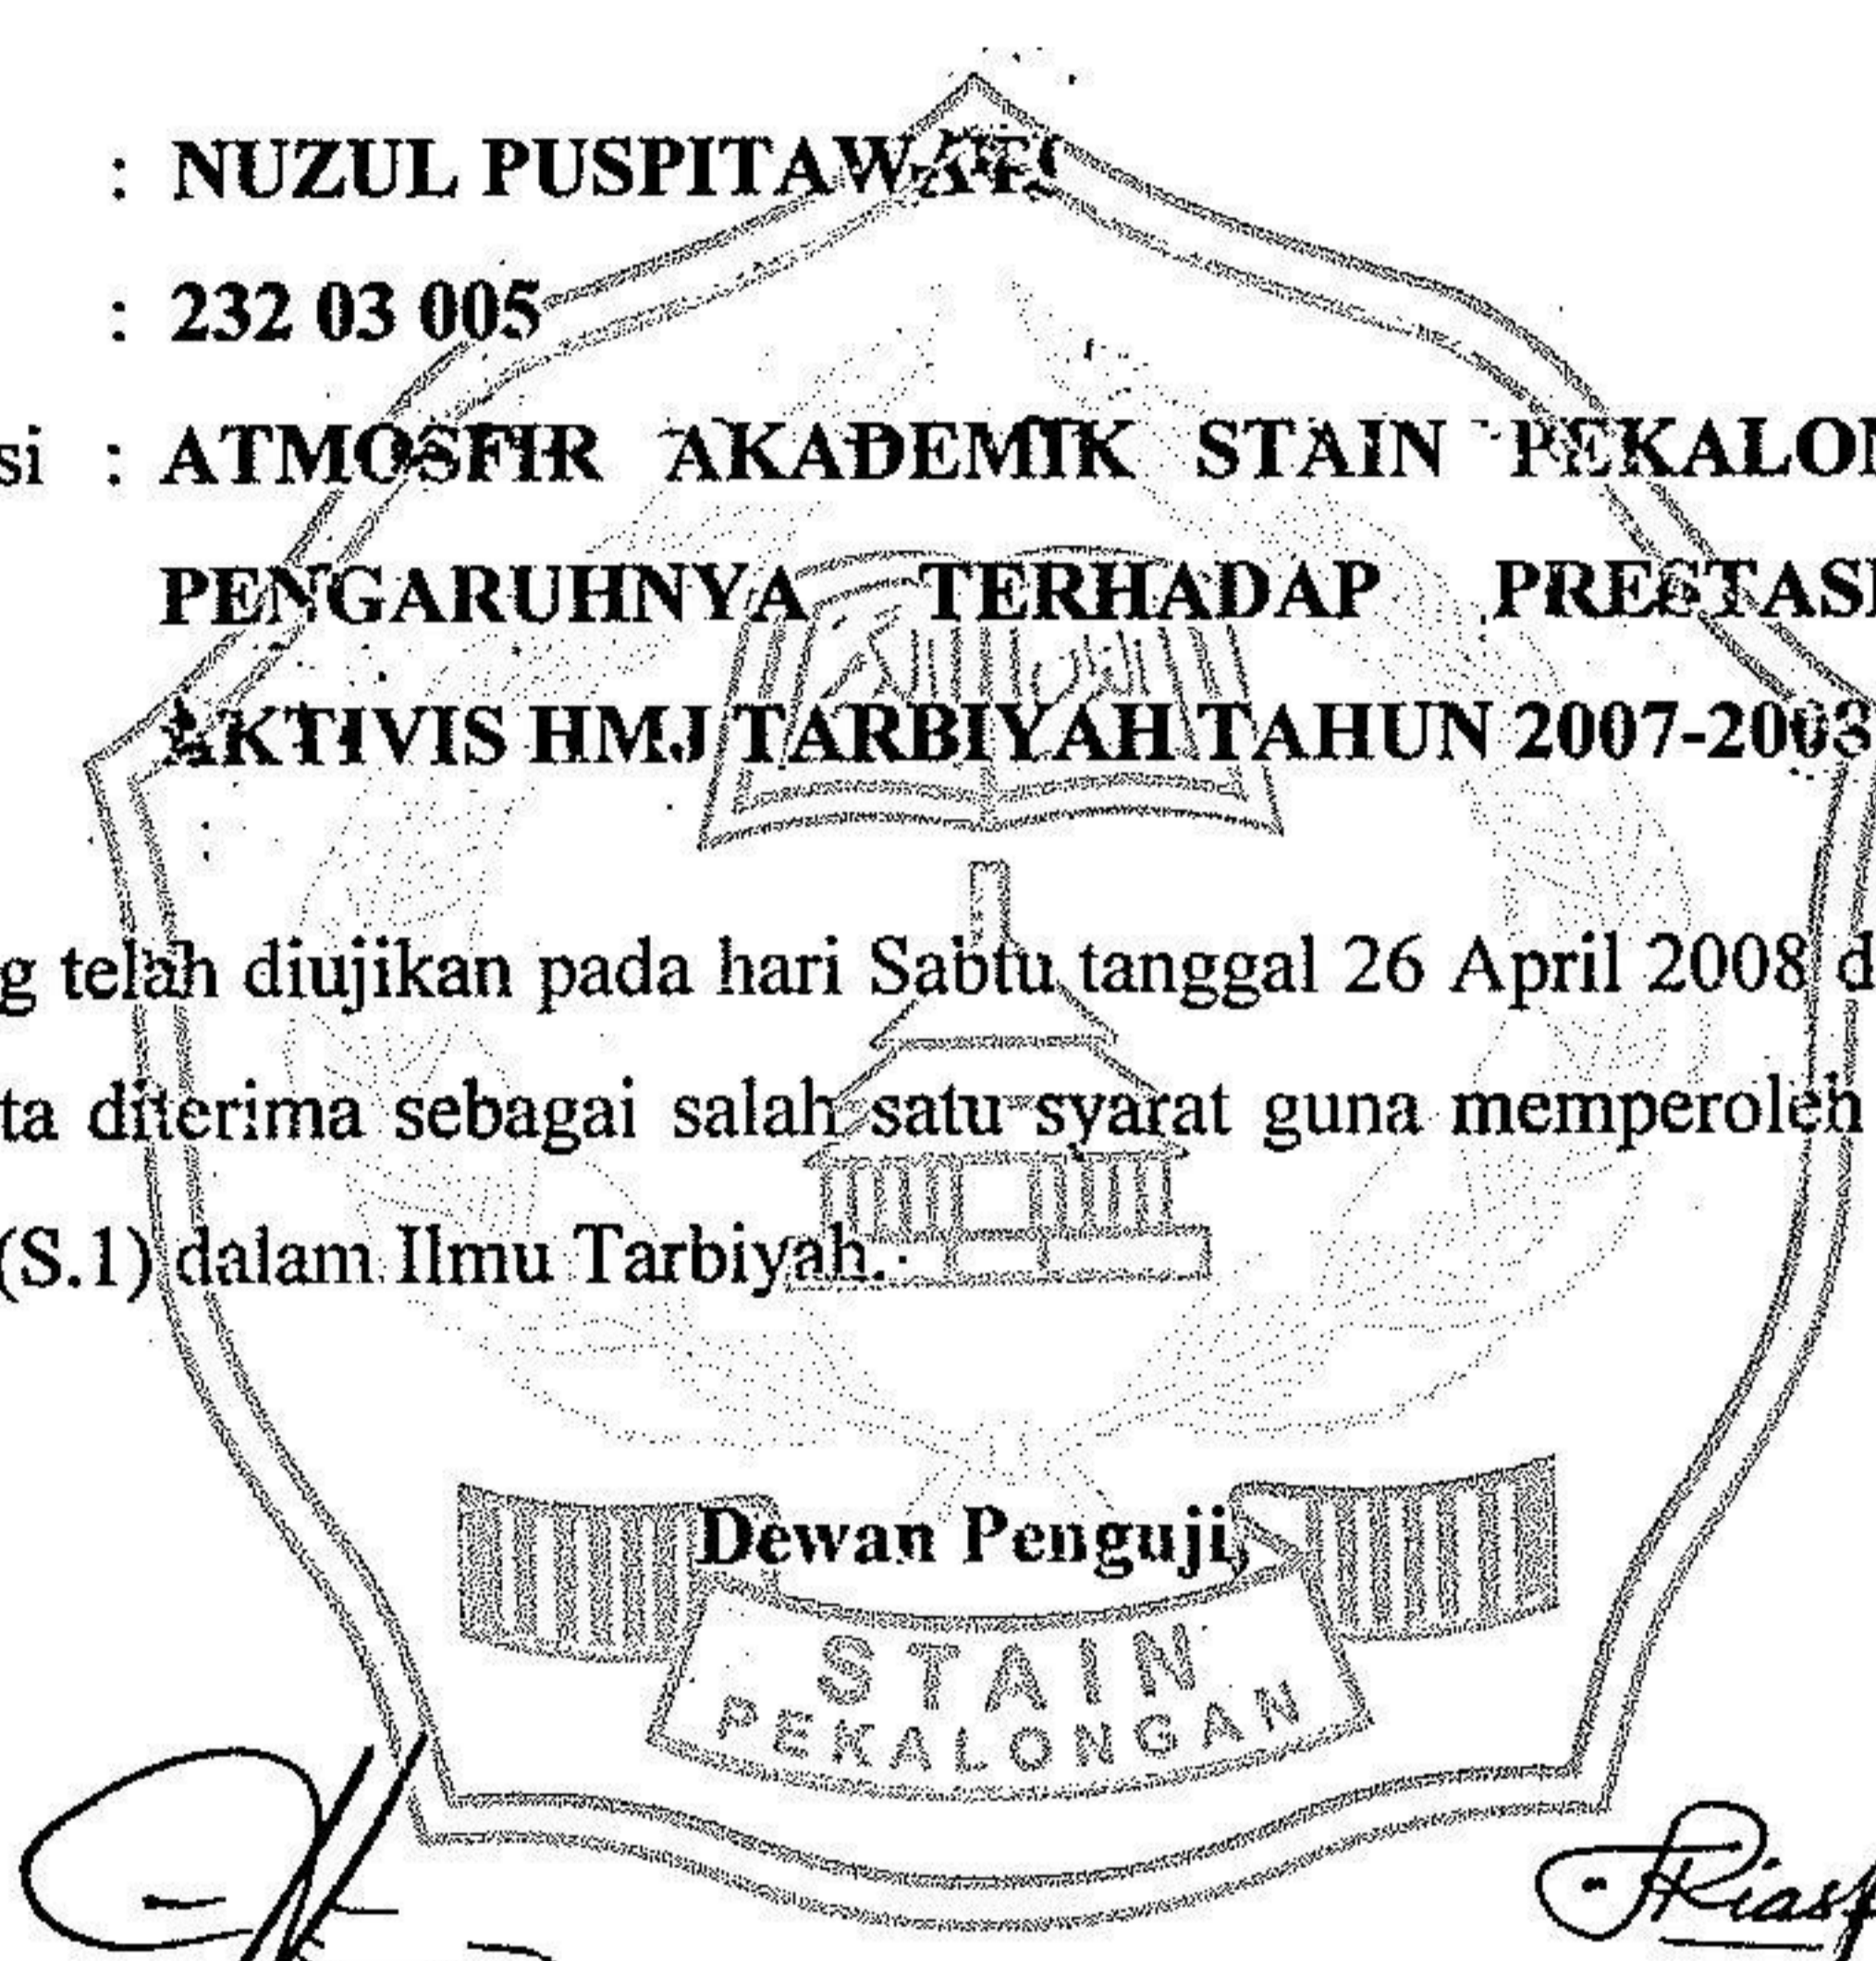 : NUZUL PUSPITAWATI
: 232 03 005
si : ATMOSFIR AKADEMIK STAIN PEKALON
PENGARUHNYA TERHADAP PRESTASI
AKTIVIS HMJ TARBIYAH TAHUN 2007-2008
g telah diujikan pada hari Sabtu tanggal 26 April 2008 d
ta diterima sebagai salah satu syarat guna memperoleh
(S.1) dalam Ilmu Tarbiyah.
Dewan Penguji,
STAIN
PEKALONGAN